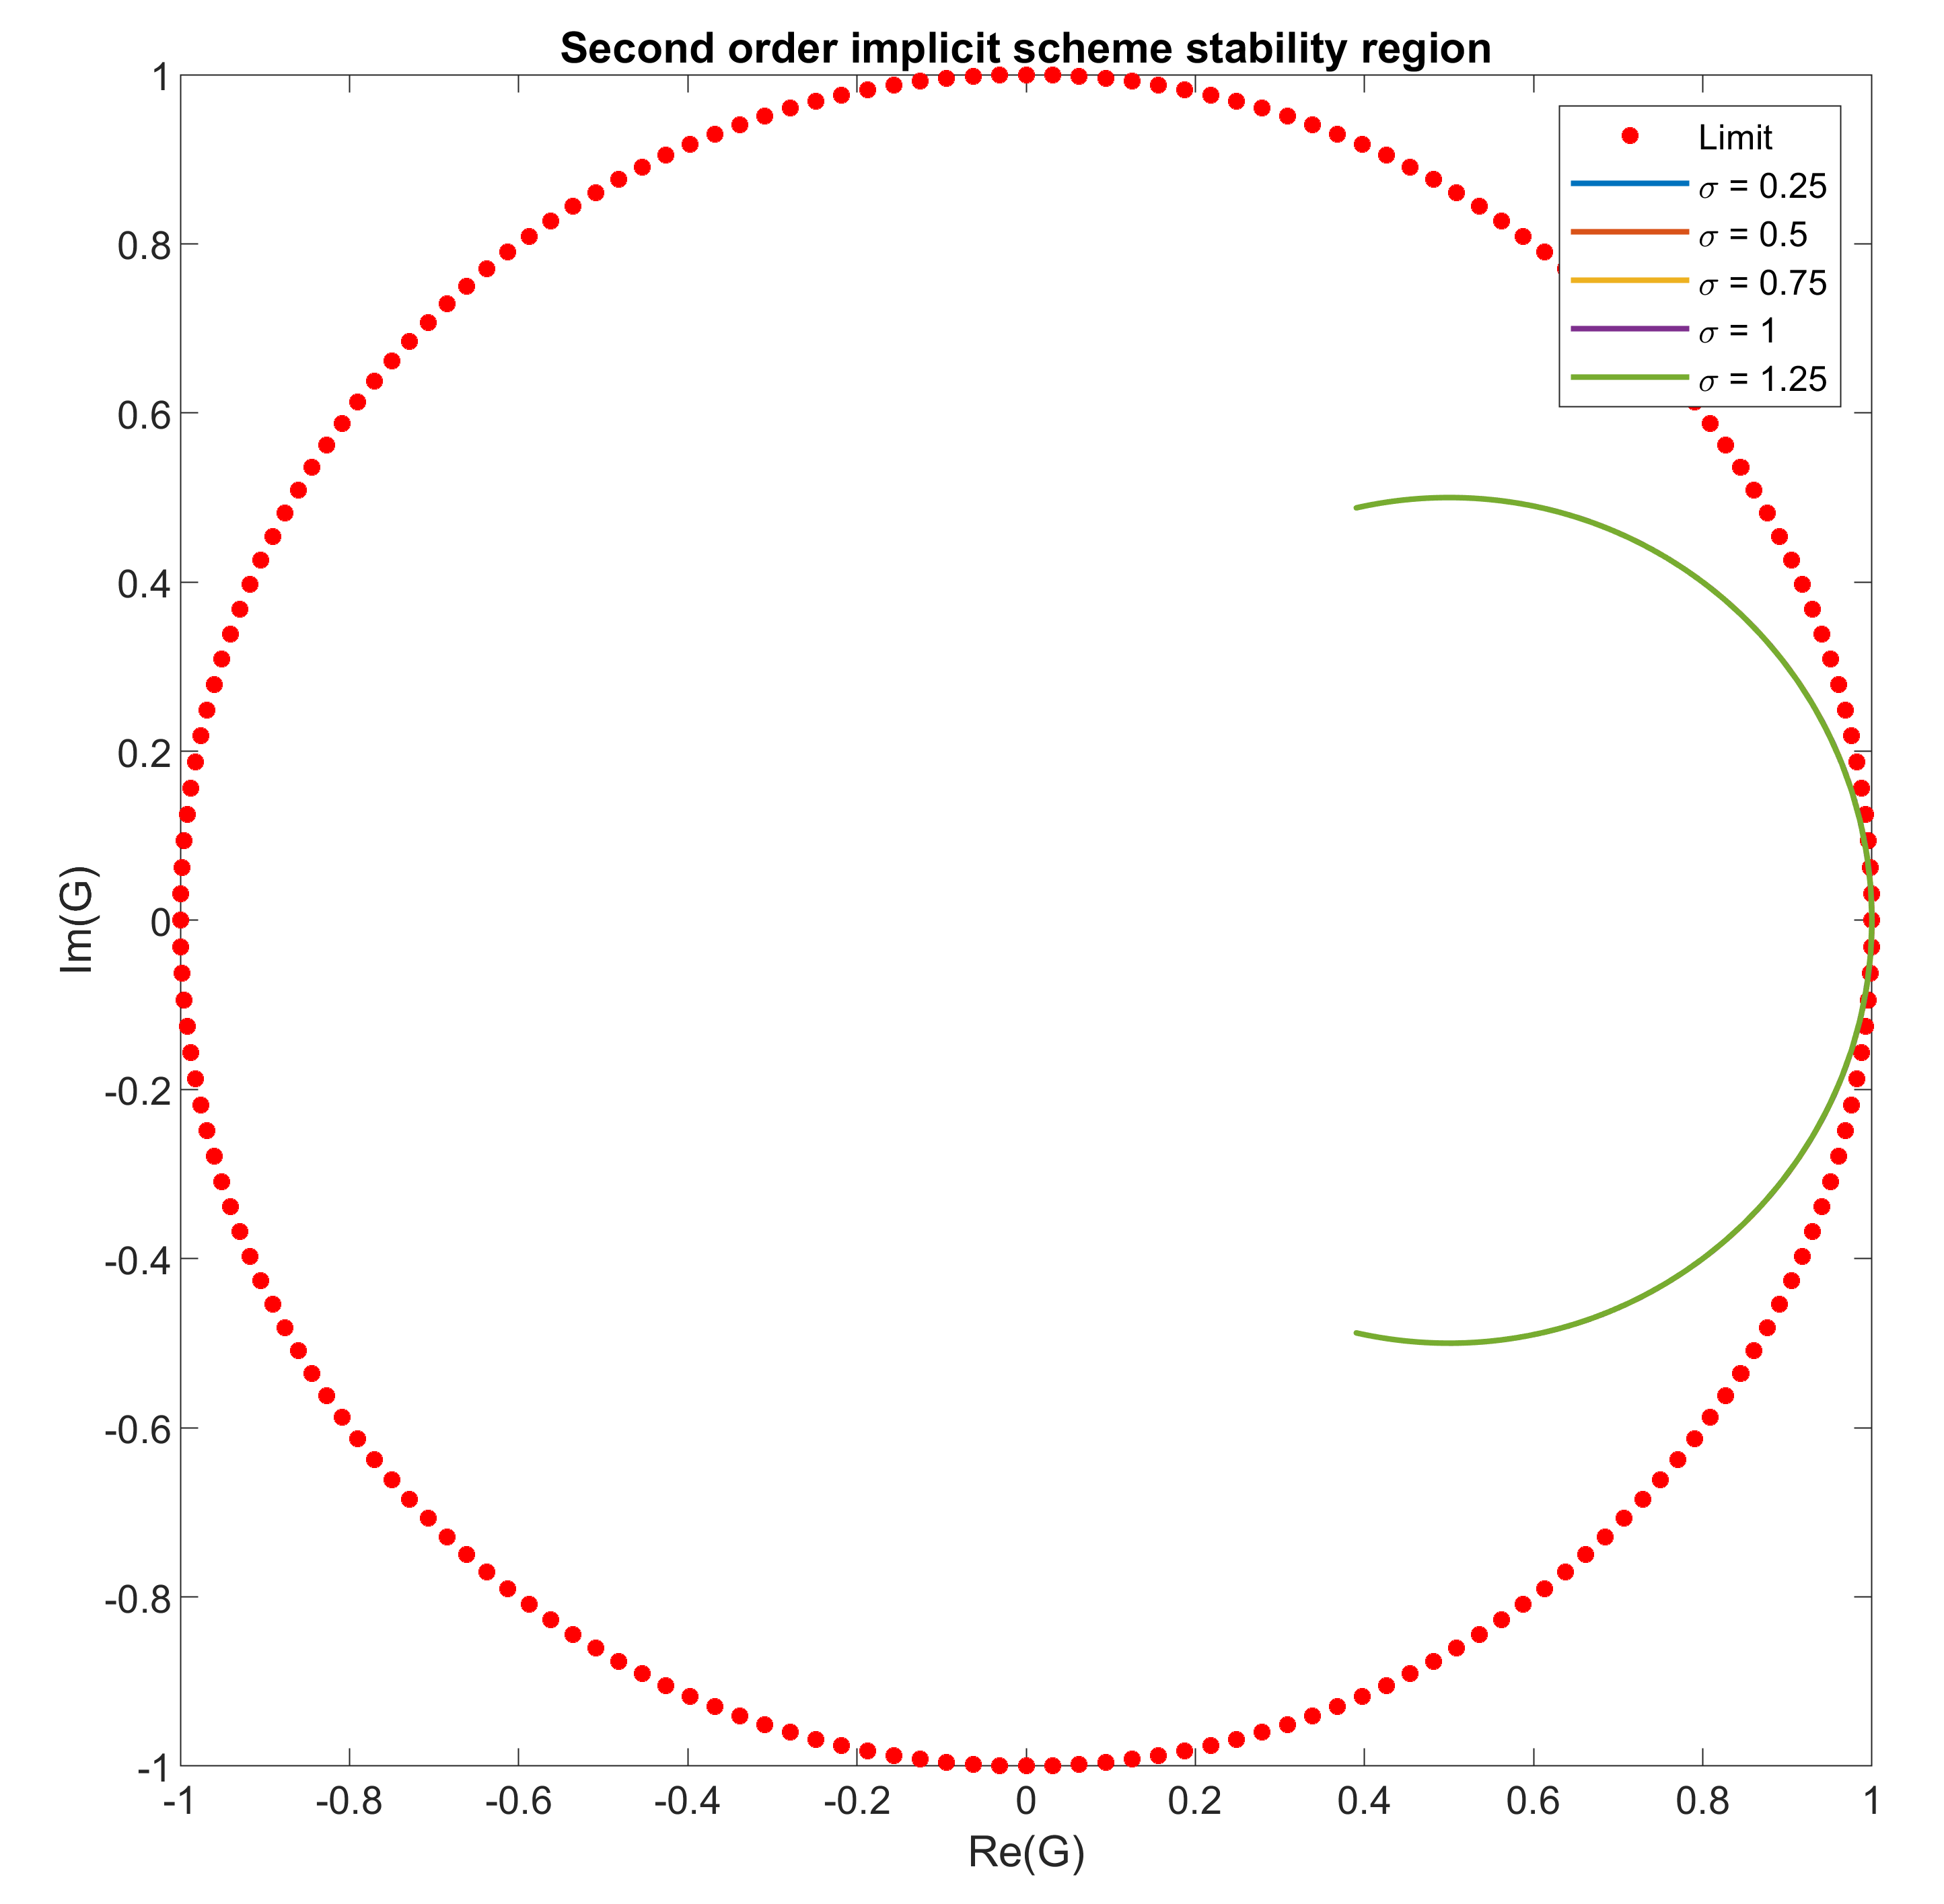 Second order implicit scheme stability region
Limit
σ = 0.25
σ = 0.5
σ = 0.75
σ = 1
σ = 1.25
1
0.8
0.6
0.4
0.2
0
-0.2
-0.4
-0.6
-0.8
-1
Im(G)
-1 -0.8 -0.6 -0.4 -0.2 0 0.2 0.4 0.6 0.8 1
Re(G)